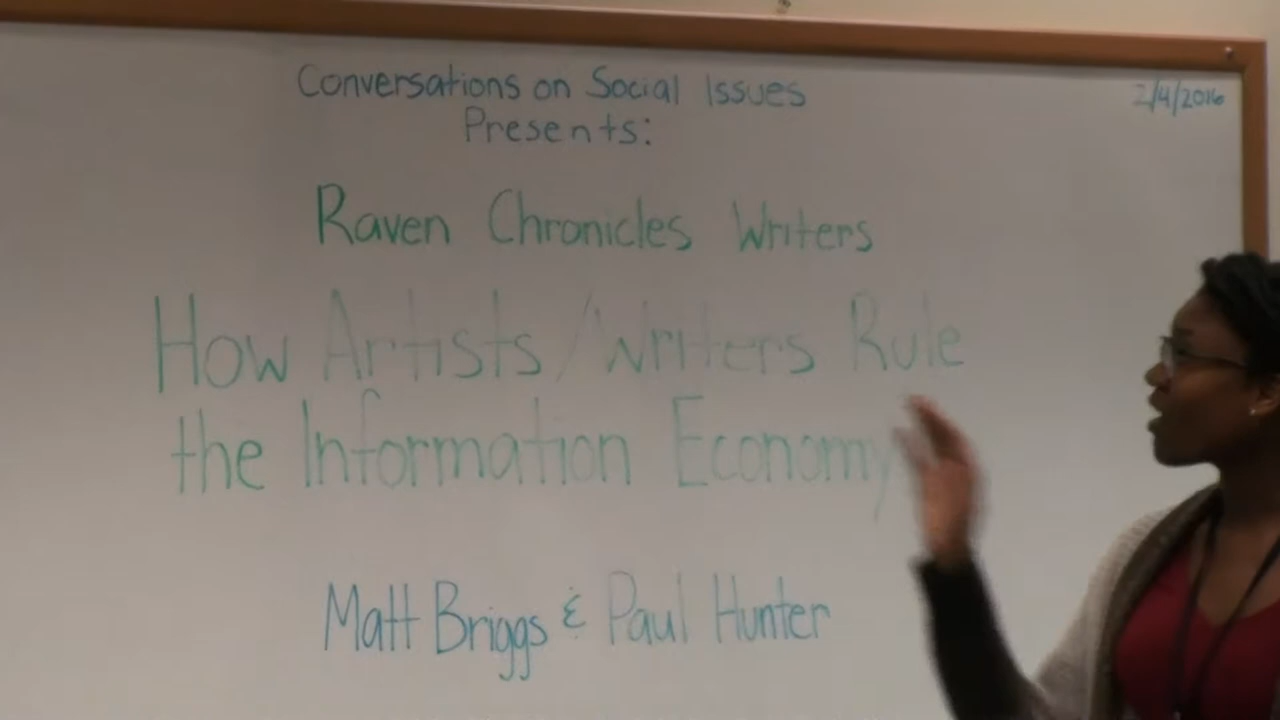 Conversations on Social Issues
Presents:
2/4/2016
Raven Chronicles Writers
How Artists/Writers Rule
the Information Economy
Matt Briggs & Paul Hunter